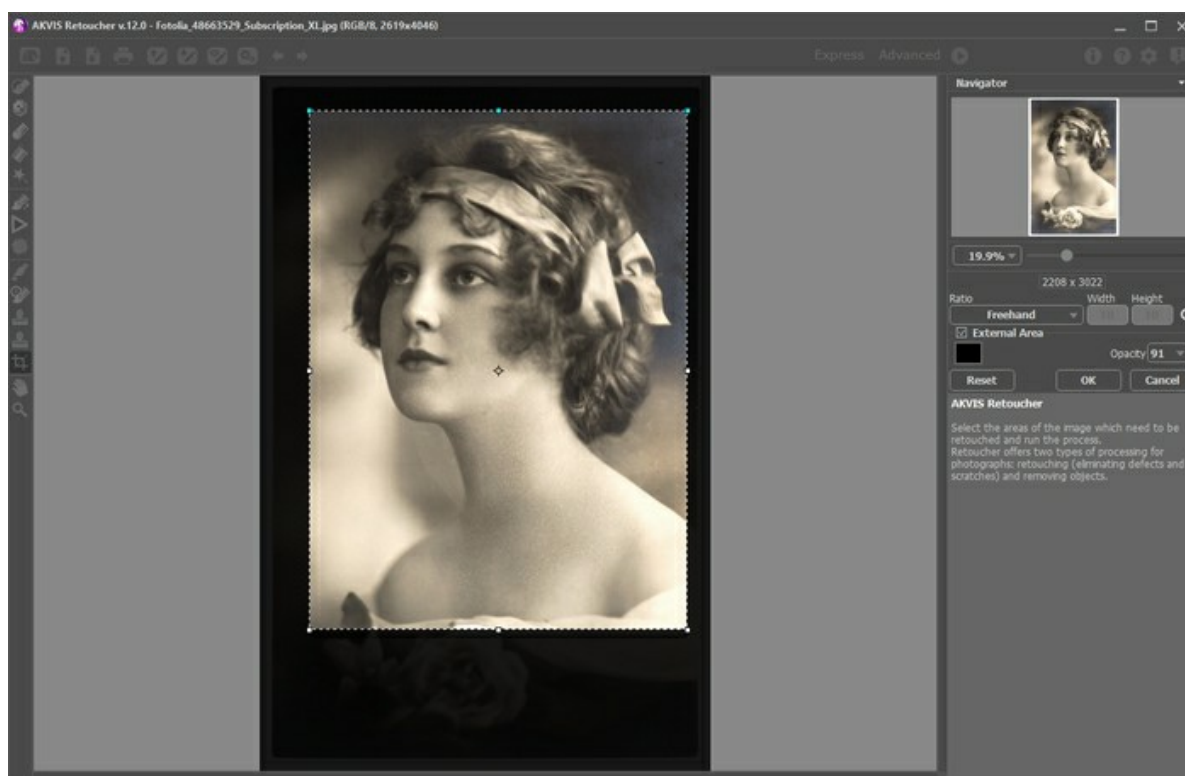 AKVIS Retoucher v.12.0 - Fotolia_48663529_Subscription_XL.jpg (RGB/8, 2619x4046)
Express Advanced
Navigator
19.9%
2208 x 3022
Ratio Width Height
Freehand
External Area
Opacity 91
Reset OK Cancel
AKVIS Retoucher
Select the areas of the image which need to be
retouched and run the process.
Retoucher offers two types of processing for
photographs: retouching (eliminating defects and
scratches) and removing objects.